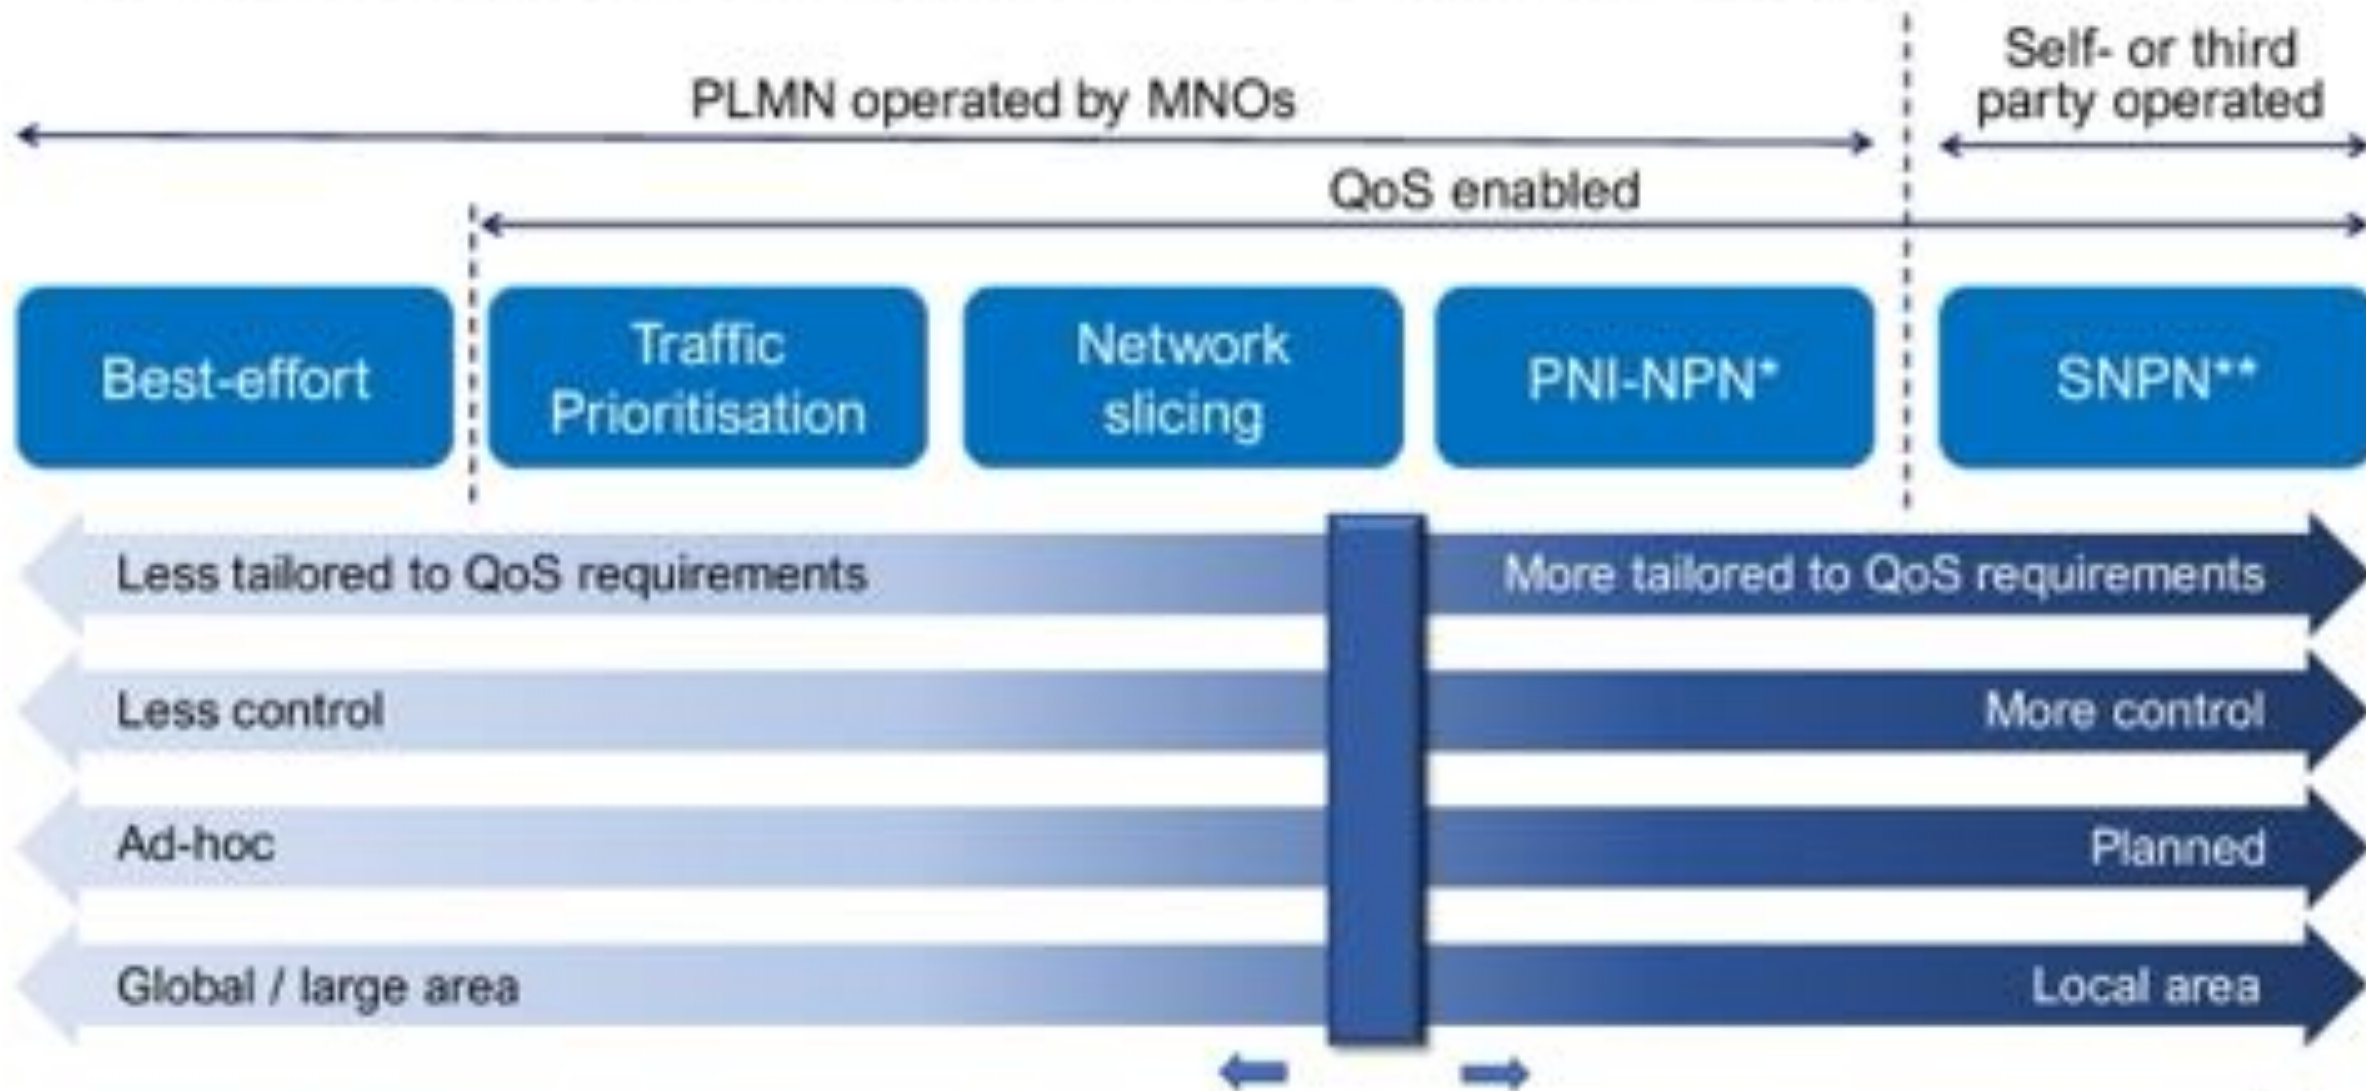 PLMN operated by MNOs
Self- or third
party operated
QoS enabled
Best-effort
Traffic
Prioritisation
Network
slicing
PNI-NPN*
SNPN**
Less tailored to QoS requirements
More tailored to QoS requirements
Less control
More control
Ad-hoc
Planned
Global / large area
Local area